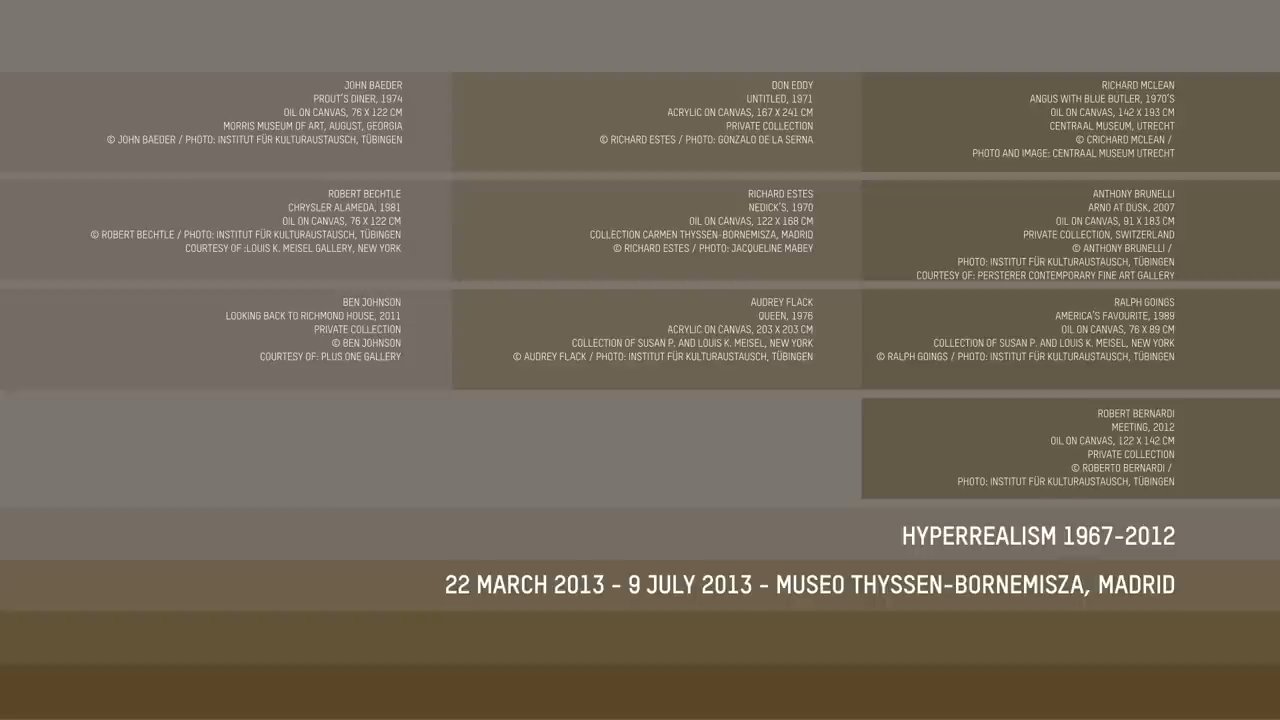 JOHN BAEDER
PROUT'S DINER, 1974
OIL ON CANVAS, 76 X 122 CM
MORRIS MUSEUM OF ART, AUGUST, GEORGIA
© JOHN BAEDER / PHOTO: INSTITUT FÜR KULTURAUSTAUSCH, TÜBINGEN
DON EDDY
UNTITLED, 1971
ACRYLIC ON CANVAS, 167 X 241 CM
PRIVATE COLLECTION
© RICHARD ESTES / PHOTO: GONZALO DE LA SERNA
RICHARD MCLEAN
ANGUS WITH BLUE BUTLER, 1970'S
OIL ON CANVAS, 142 X 193 CM
CENTRAAL MUSEUM, UTRECHT
© CRICHARD MCLEAN /
PHOTO AND IMAGE: CENTRAAL MUSEUM UTRECHT
ROBERT BECHTLE
CHRYSLER ALAMEDA, 1981
OIL ON CANVAS, 76 X 122 CM
© ROBERT BECHTLE / PHOTO: INSTITUT FÜR KULTURAUSTAUSCH, TÜBINGEN
COURTESY OF :LOUIS K. MEISEL GALLERY, NEW YORK
RICHARD ESTES
NEDICK'S, 1970
OIL ON CANVAS, 122 X 168 CM
COLLECTION CARMEN THYSSEN-BORNEMISZA, MADRID
© RICHARD ESTES / PHOTO: JACQUELINE MABEY
ANTHONY BRUNELLI
ARNO AT DUSK, 2007
OIL ON CANVAS, 91 X 183 CM
PRIVATE COLLECTION, SWITZERLAND
© ANTHONY BRUNELLI /
PHOTO: INSTITUT FÜR KULTURAUSTAUSCH, TÜBINGEN
COURTESY OF: PERSTERER CONTEMPORARY FINE ART GALLERY
BEN JOHNSON
LOOKING BACK TO RICHMOND HOUSE, 2011
PRIVATE COLLECTION
© BEN JOHNSON
COURTESY OF: PLUS ONE GALLERY
AUDREY FLACK
QUEEN, 1976
ACRYLIC ON CANVAS, 203 X 203 CM
COLLECTION OF SUSAN P. AND LOUIS K. MEISEL, NEW YORK
© AUDREY FLACK / PHOTO: INSTITUT FÜR KULTURAUSTAUSCH, TÜBINGEN
RALPH GOINGS
AMERICA'S FAVOURITE, 1989
OIL ON CANVAS, 76 X 89 CM
COLLECTION OF SUSAN P. AND LOUIS K. MEISEL, NEW YORK
© RALPH GOINGS / PHOTO: INSTITUT FÜR KULTURAUSTAUSCH, TÜBINGEN
ROBERT BERNARDI
MEETING, 2012
OIL ON CANVAS, 122 X 142 CM
PRIVATE COLLECTION
© ROBERTO BERNARDI /
PHOTO: INSTITUT FÜR KULTURAUSTAUSCH, TÜBINGEN
HYPERREALISM 1967-2012
22 MARCH 2013 - 9 JULY 2013 - MUSEO THYSSEN-BORNEMISZA, MADRID